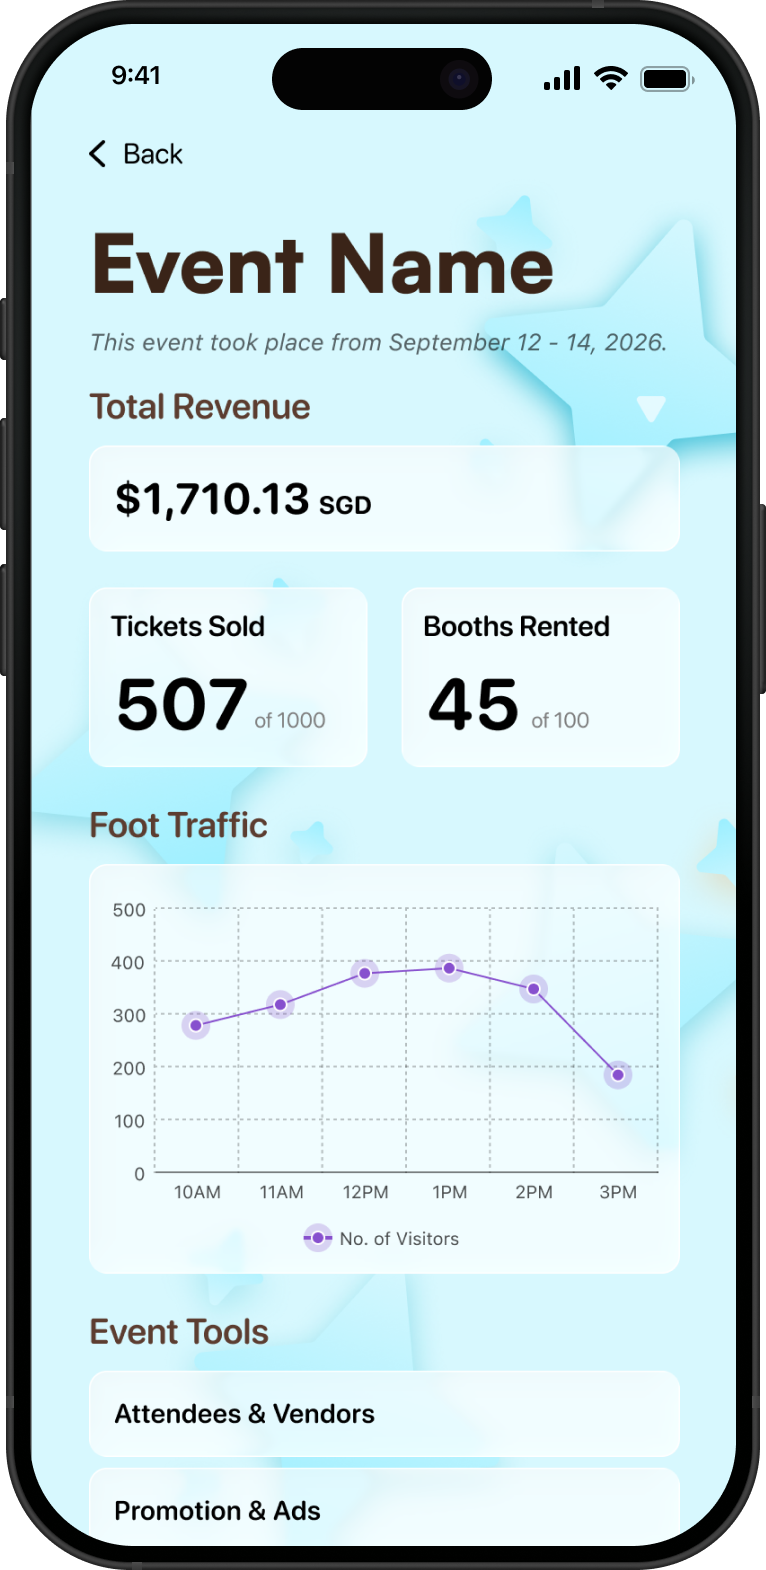 9:41
Back
Event Name
This event took place from September 12 - 14, 2026.
Total Revenue
$1,710.13 SGD
Tickets Sold
507 of 1000
Booths Rented
45 of 100
Foot Traffic
500
400
300
200
100
0
10AM 11AM 12PM 1PM 2PM 3PM
No. of Visitors
Event Tools
Attendees & Vendors
Promotion & Ads